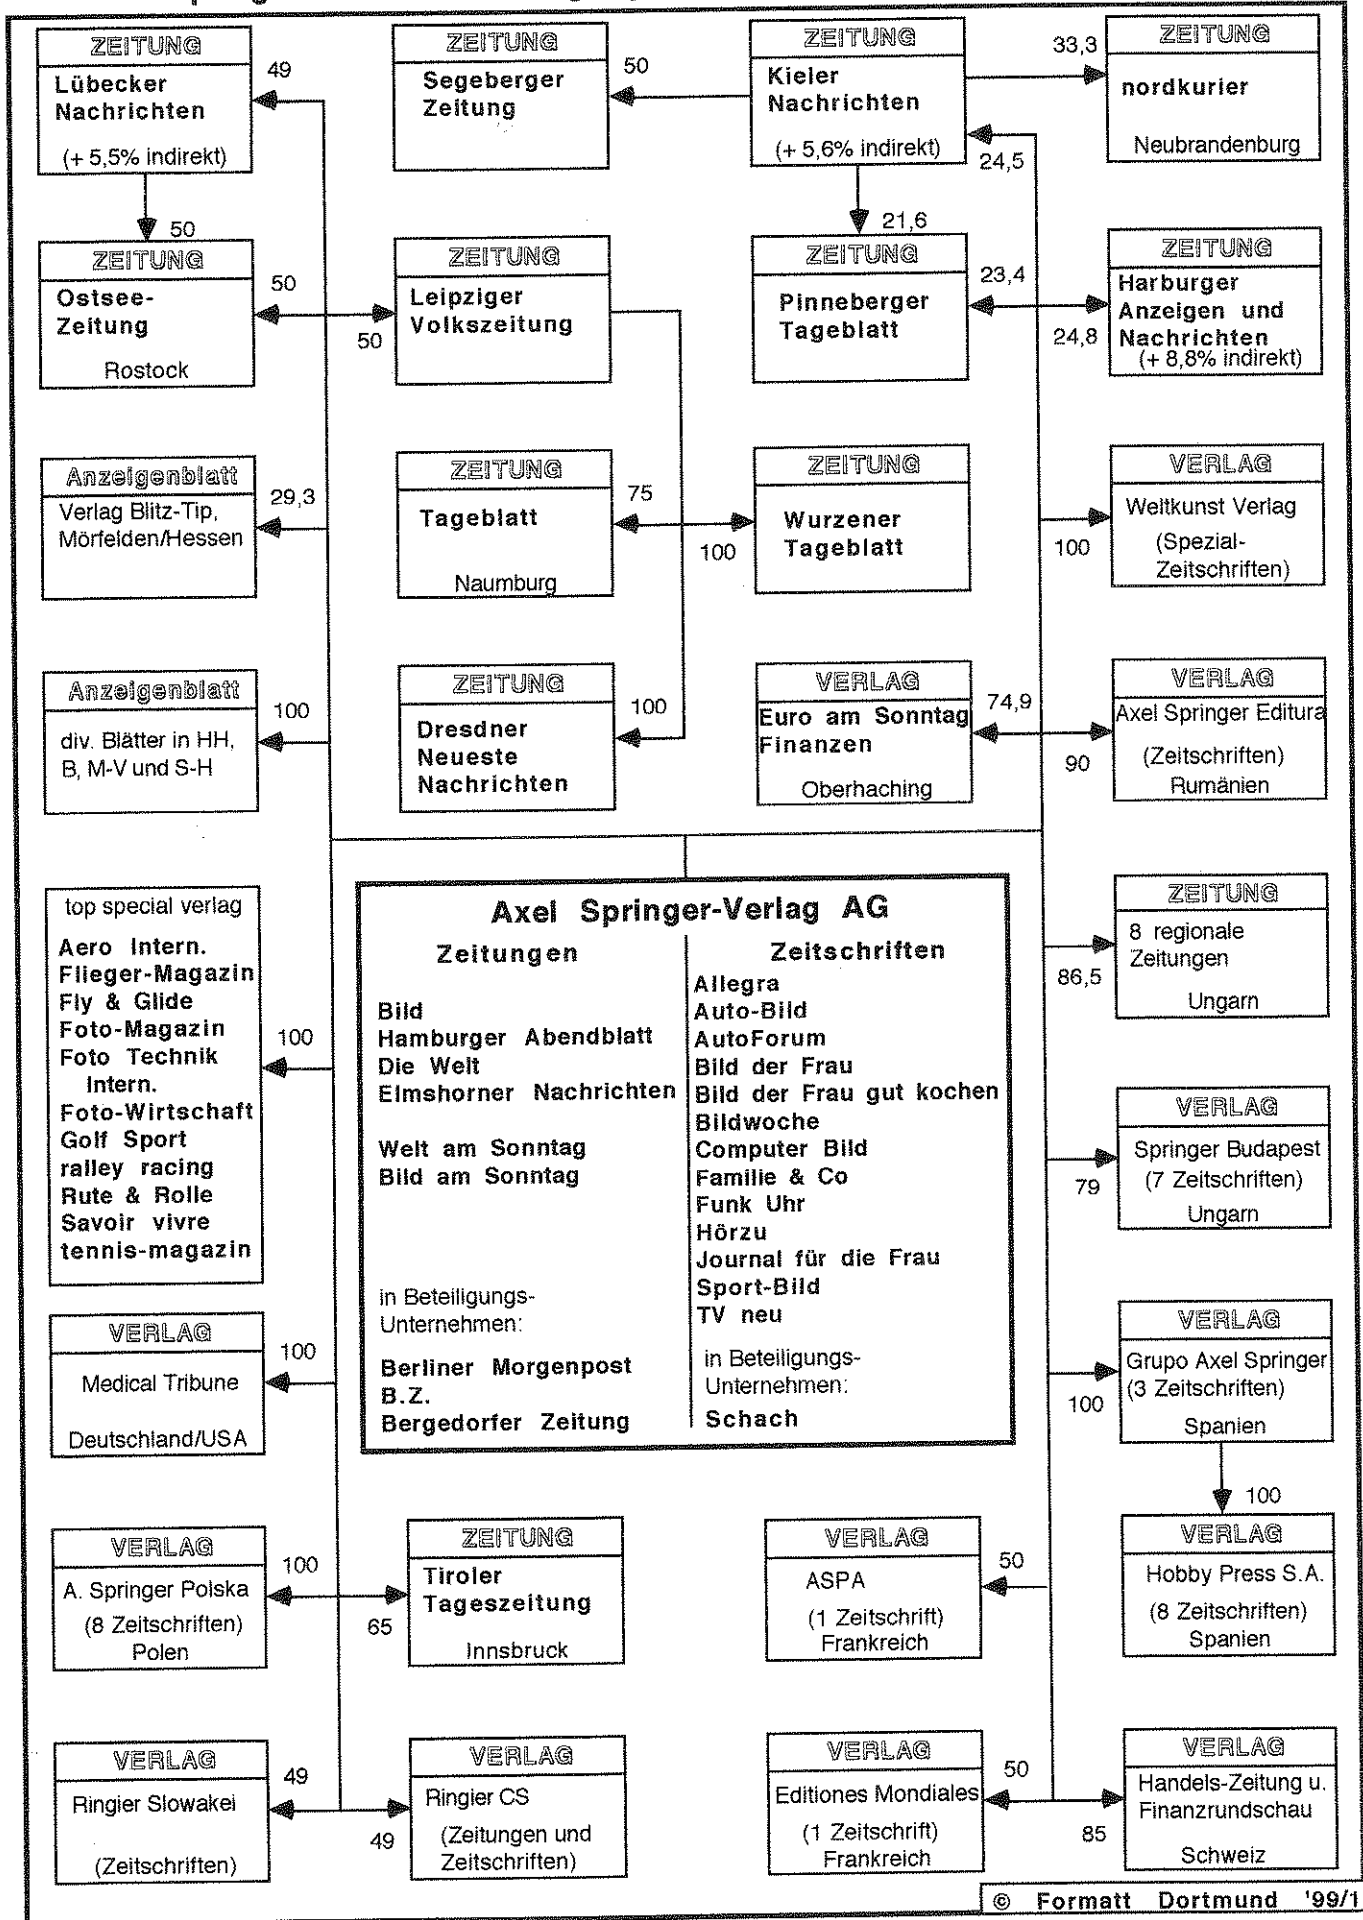 ZEITUNG
Lübecker
Nachrichten
(+ 5,5% indirekt)
49
ZEITUNG
Segeberger
Zeitung
50
ZEITUNG
Kieler
Nachrichten
(+ 5,6% indirekt)
33,3
24,5
ZEITUNG
nordkurier
Neubrandenburg
50
ZEITUNG
Ostsee-
Zeitung
Rostock
50
50
ZEITUNG
Leipziger
Volkszeitung
21,6
ZEITUNG
Pinneberger
Tageblatt
23,4
24,8
ZEITUNG
Harburger
Anzeigen und
Nachrichten
(+ 8,8% indirekt)
Anzeigenblatt
Verlag Blitz-Tip,
Mörfelden/Hessen
29,3
ZEITUNG
Tageblatt
Naumburg
75
100
ZEITUNG
Wurzener
Tageblatt
100
VERLAG
Weltkunst Verlag
(Spezial-
Zeitschriften)
Anzeigenblatt
div. Blätter in HH,
B, M-V und S-H
100
ZEITUNG
Dresdner
Neueste
Nachrichten
100
VERLAG
Euro am Sonntag
Finanzen
Oberhaching
74,9
90
VERLAG
Axel Springer Editura
(Zeitschriften)
Rumänien
top special verlag
Aero Intern.
Flieger-Magazin
Fly & Glide
Foto-Magazin
Foto Technik
Intern.
Foto-Wirtschaft
Golf Sport
ralley racing
Rute & Rolle
Savoir vivre
tennis-magazin
100
Axel Springer-Verlag AG
Zeitungen
Bild
Hamburger Abendblatt
Die Welt
Elmshorner Nachrichten
Welt am Sonntag
Bild am Sonntag
in Beteiligungs-
Unternehmen:
Berliner Morgenpost
B.Z.
Bergedorfer Zeitung
Zeitschriften
Allegra
Auto-Bild
AutoForum
Bild der Frau
Bild der Frau gut kochen
Bildwoche
Computer Bild
Familie & Co
Funk Uhr
Hörzu
Journal für die Frau
Sport-Bild
TV neu
in Beteiligungs-
Unternehmen:
Schach
86,5
ZEITUNG
8 regionale
Zeitungen
Ungarn
79
VERLAG
Springer Budapest
(7 Zeitschriften)
Ungarn
VERLAG
Medical Tribune
Deutschland/USA
100
100
VERLAG
Grupo Axel Springer
(3 Zeitschriften)
Spanien
100
VERLAG
A. Springer Polska
(8 Zeitschriften)
Polen
100
65
ZEITUNG
Tiroler
Tageszeitung
Innsbruck
VERLAG
ASPA
(1 Zeitschrift)
Frankreich
50
VERLAG
Hobby Press S.A.
(8 Zeitschriften)
Spanien
VERLAG
Ringier Slowakei
(Zeitschriften)
49
49
VERLAG
Ringier CS
(Zeitungen und
Zeitschriften)
VERLAG
Editiones Mondiales
(1 Zeitschrift)
Frankreich
50
85
VERLAG
Handels-Zeitung u.
Finanzrundschau
Schweiz
© Formatt Dortmund '99/1